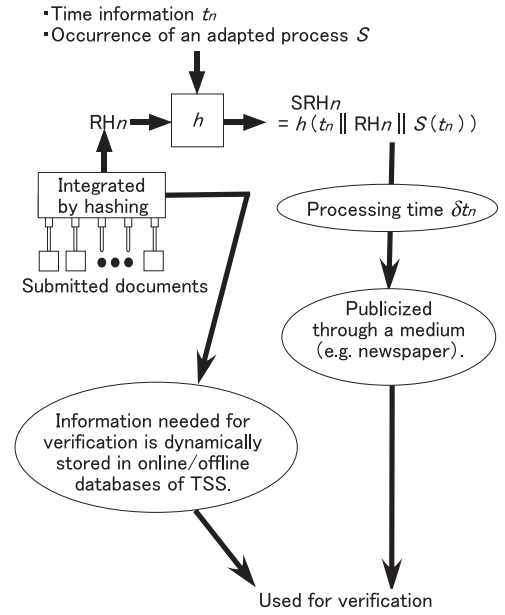 ・Time information tn
・Occurrence of an adapted process S
RHn
h
SRHn
= h(tn ∥ RHn ∥ S(tn))
Integrated
by hashing
Submitted documents
Processing time δtn
Publicized
through a medium
(e.g. newspaper).
Information needed for
verification is dynamically
stored in online/offline
databases of TSS.
Used for verification